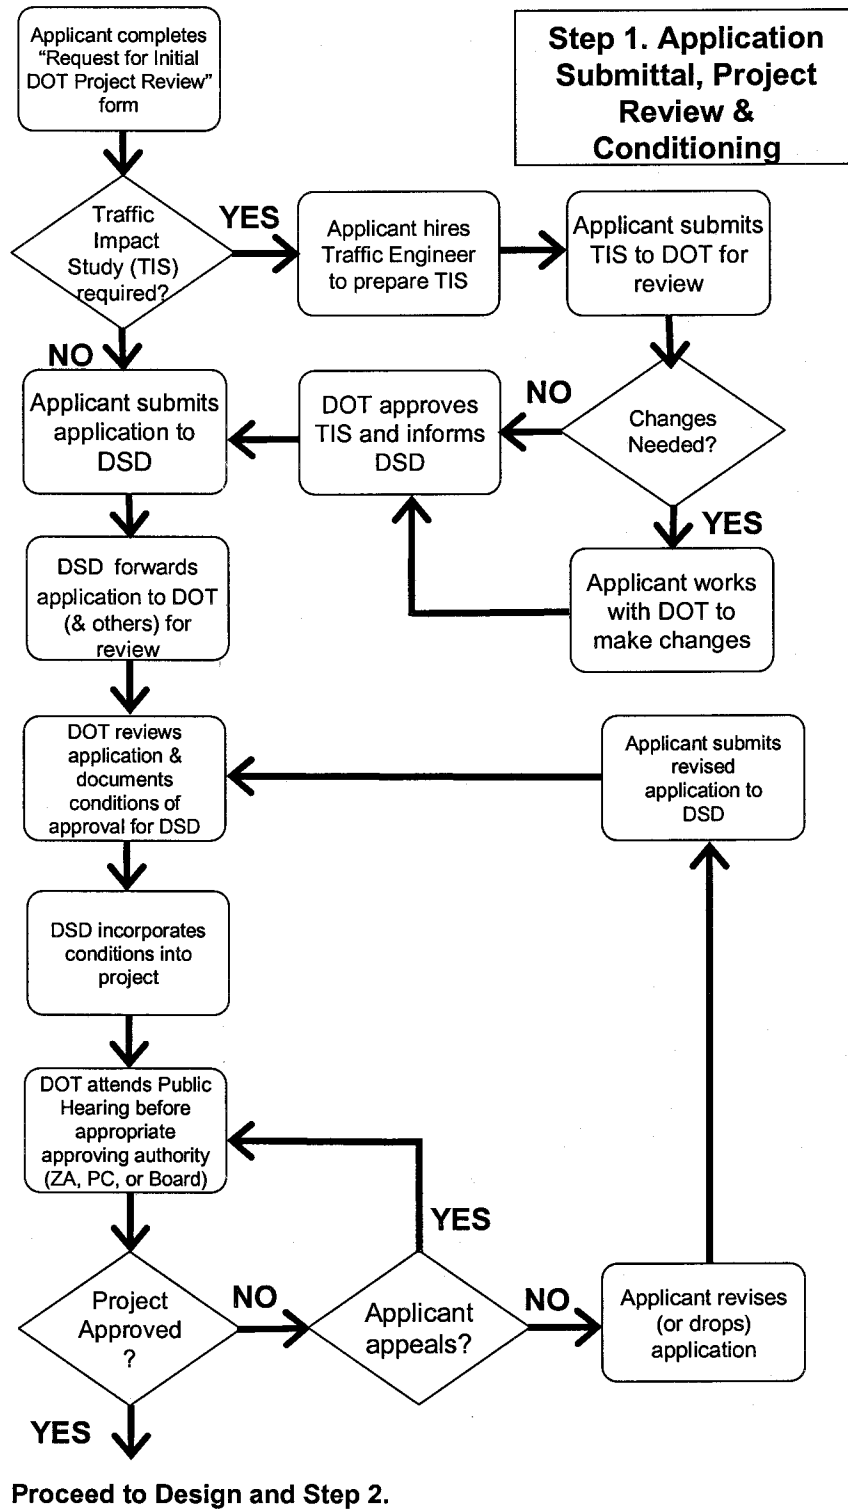 Applicant completes
“Request for Initial
DOT Project Review”
form
Step 1. Application
Submittal, Project
Review &
Conditioning
Traffic
Impact
Study (TIS)
required?
YES
Applicant hires
Traffic Engineer
to prepare TIS
Applicant submits
TIS to DOT for
review
NO
Applicant submits
application to
DSD
DOT approves
TIS and informs
DSD
NO
Changes
Needed?
YES
DSD forwards
application to DOT
(& others) for
review
Applicant works
with DOT to
make changes
DOT reviews
application &
documents
conditions of
approval for DSD
Applicant submits
revised
application to
DSD
DSD incorporates
conditions into
project
DOT attends Public
Hearing before
appropriate
approving authority
(ZA, PC, or Board)
YES
Project
Approved
?
NO
Applicant
appeals?
NO
Applicant revises
(or drops)
application
YES
Proceed to Design and Step 2.